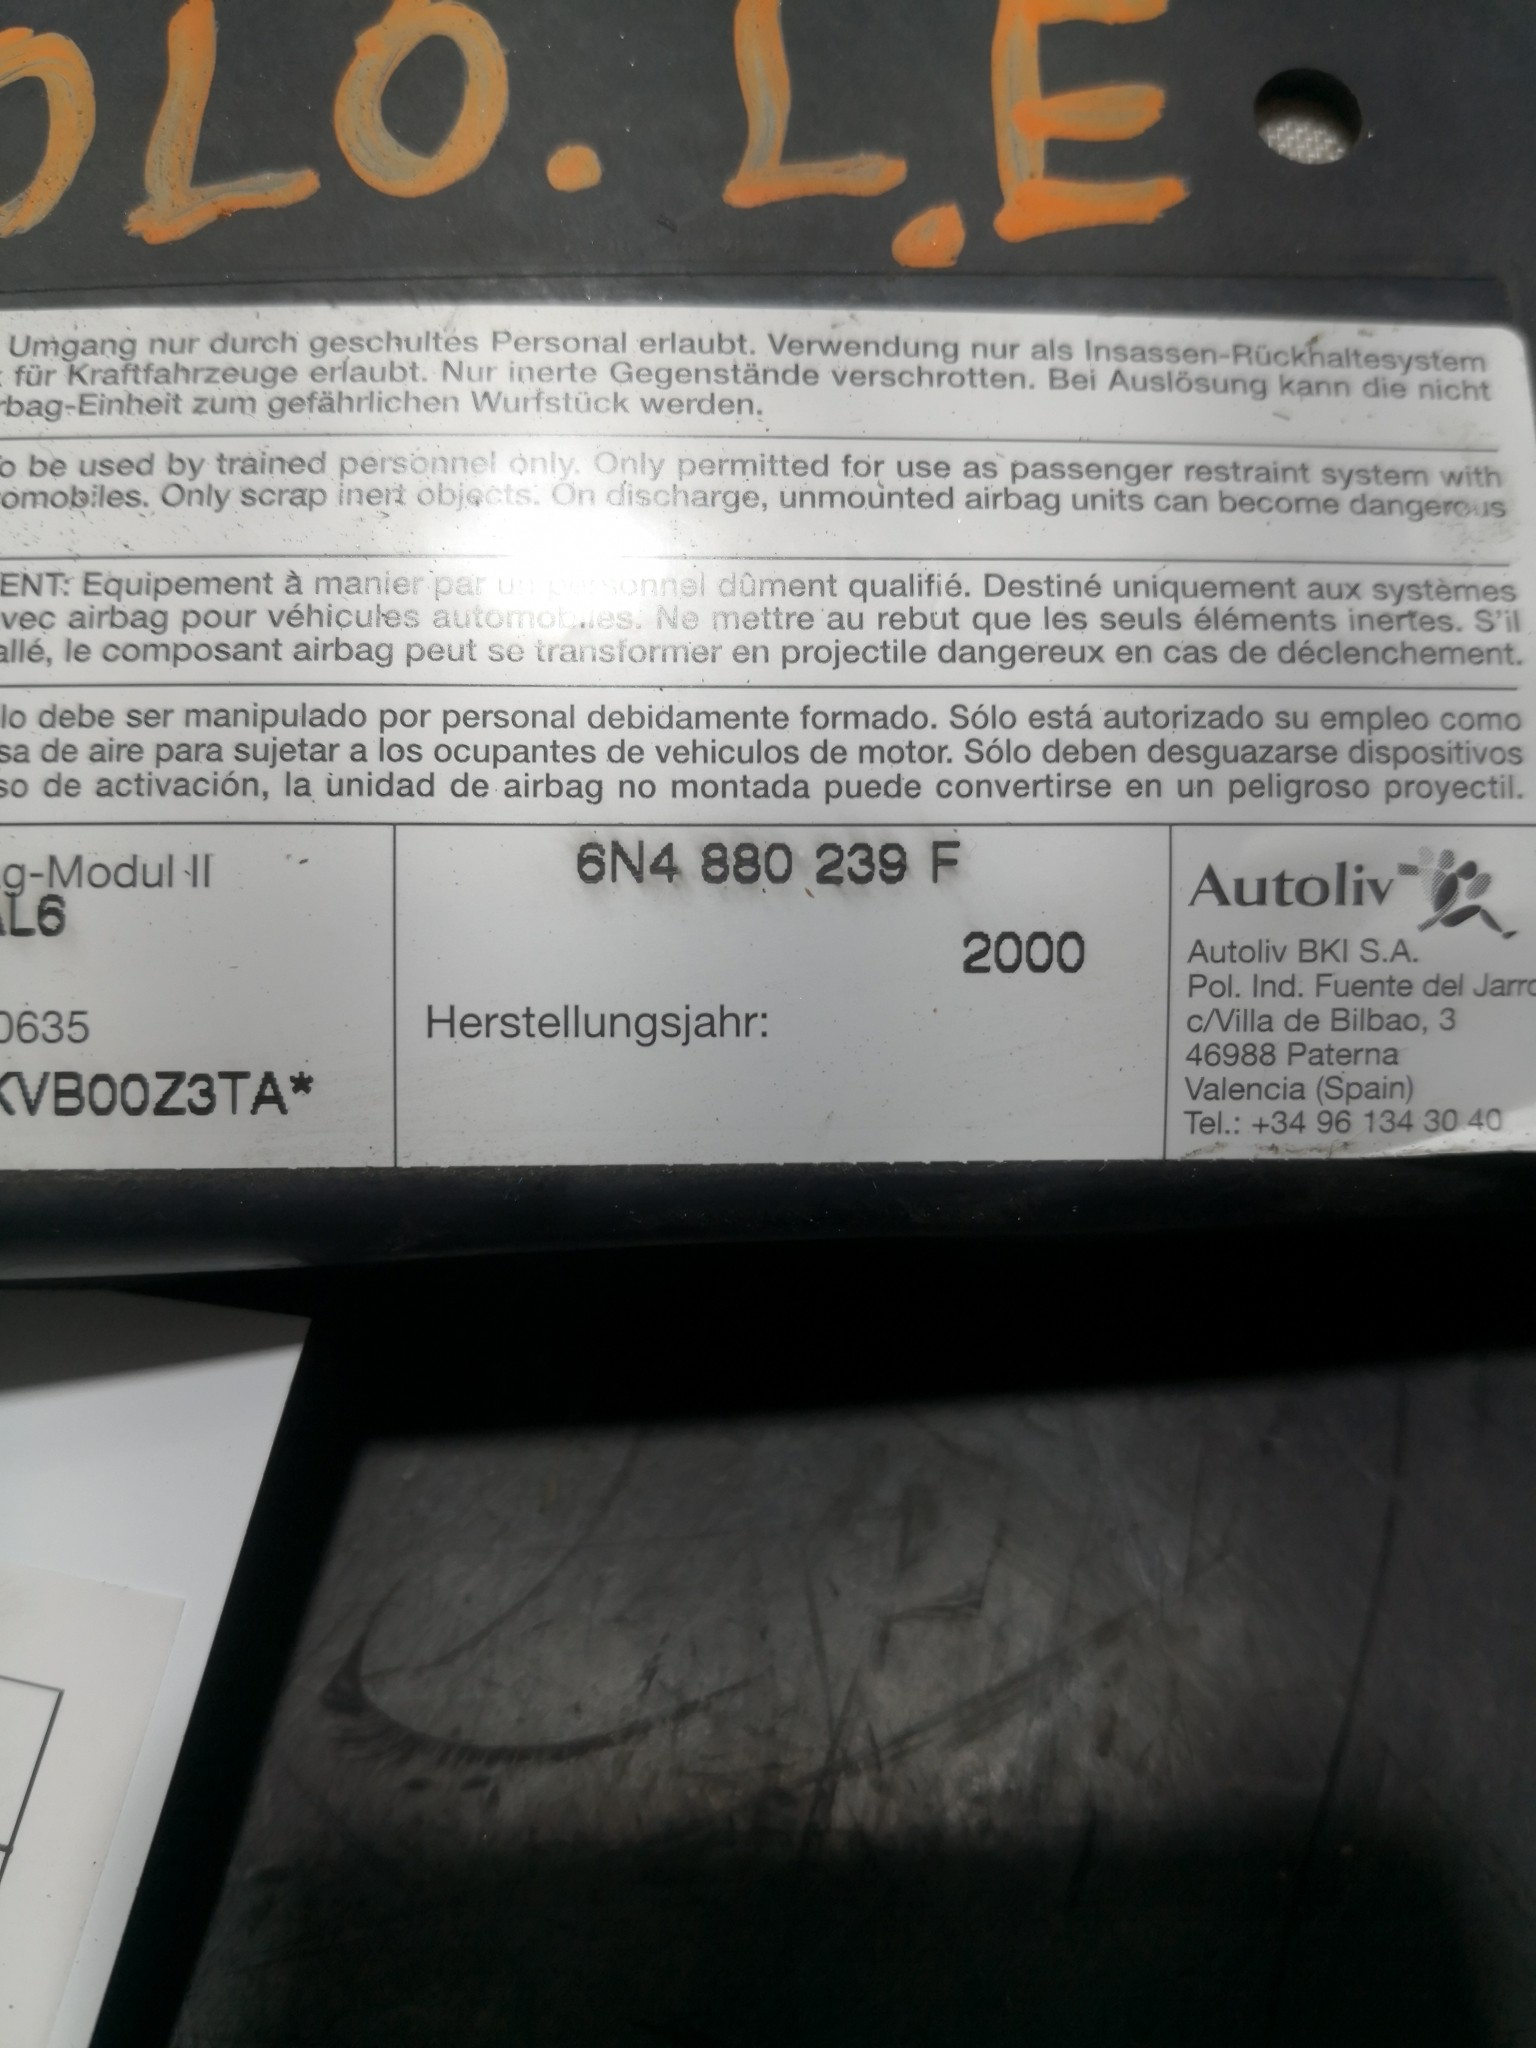 OLO. L.E
Umgang nur durch geschultes Personal erlaubt. Verwendung nur als Insassen-Rückhaltesystem
für Kraftfahrzeuge erlaubt. Nur inerte Gegenstände verschrotten. Bei Auslösung kann die nicht
rbag-Einheit zum gefährlichen Wurfstück werden.
o be used by trained personnel only. Only permitted for use as passenger restraint system with
omobiles. Only scrap inert objects. On discharge, unmounted airbag units can become dangerous
ENT: Equipement à manier par un personnel dûment qualifié. Destiné uniquement aux systèmes
vec airbag pour véhicules automobiles. Ne mettre au rebut que les seuls éléments inertes. S'il
allé, le composant airbag peut se transformer en projectile dangereux en cas de déclenchement.
lo debe ser manipulado por personal debidamente formado. Sólo está autorizado su empleo como
sa de aire para sujetar a los ocupantes de vehiculos de motor. Sólo deben desguazarse dispositivos
so de activación, la unidad de airbag no montada puede convertirse en un peligroso proyectil.
g-Modul II
AL6
0635
KVB00Z3TA*
6N4 880 239 F
2000
Herstellungsjahr:
Autoliv
Autoliv BKI S.A.
Pol. Ind. Fuente del Jarro
c/Villa de Bilbao, 3
46988 Paterna
Valencia (Spain)
Tel.: +34 96 134 30 40